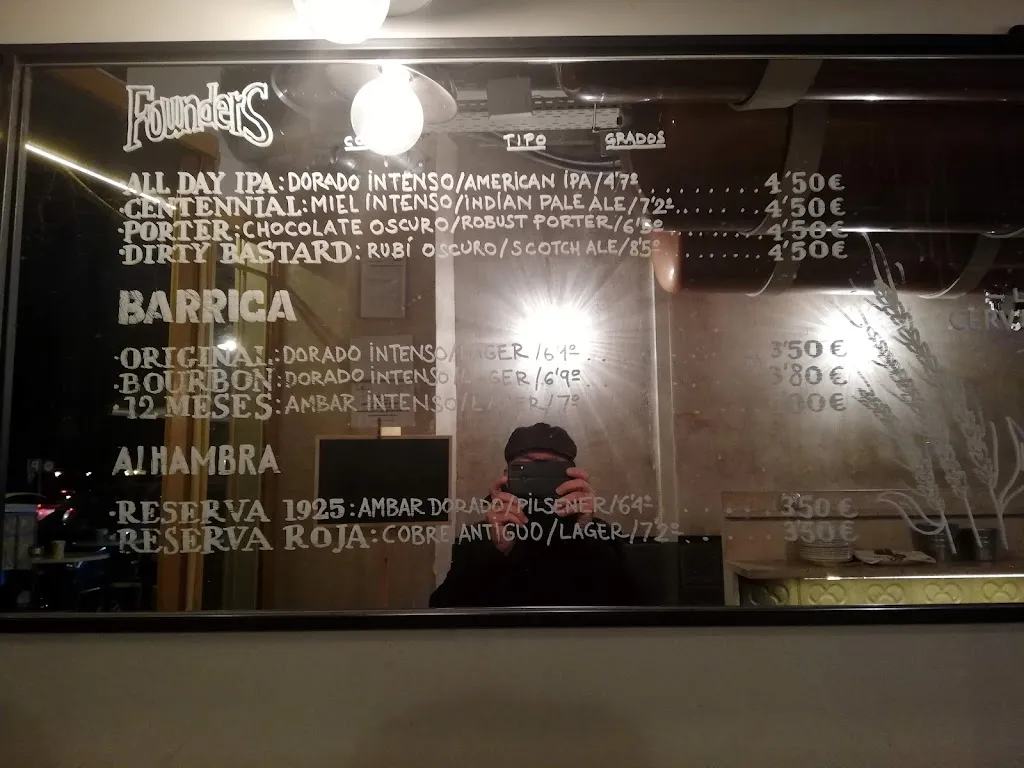 Founders
TIPO GRADOS
ALL DAY IPA: DORADO INTENSO/AMERICAN IPA/4'7º.............4'50€
·CENTENNIAL: MIEL INTENSO/INDIAN PALE ALE/7'2º...........4'50€
·PORTER: CHOCOLATE OSCURO/ROBUST PORTER/6'5º...........4'50€
·DIRTY BASTARD: RUBÍ OSCURO/SCOTCH ALE/8'5º...........4'50€
BARRICA
·ORIGINAL: DORADO INTENSO/LAGER/6'1º 3'50€
·BOURBON: DORADO INTENSO/LAGER/6'9º 3'80€
·12 MESES: AMBAR INTENSO/LAGER/7º
ALHAMBRA
·RESERVA 1925: AMBAR DORADO/PILSENER/6'4º 3'50€
·RESERVA ROJA: COBRE ANTIGUO/LAGER/7'2º.. 3'50€